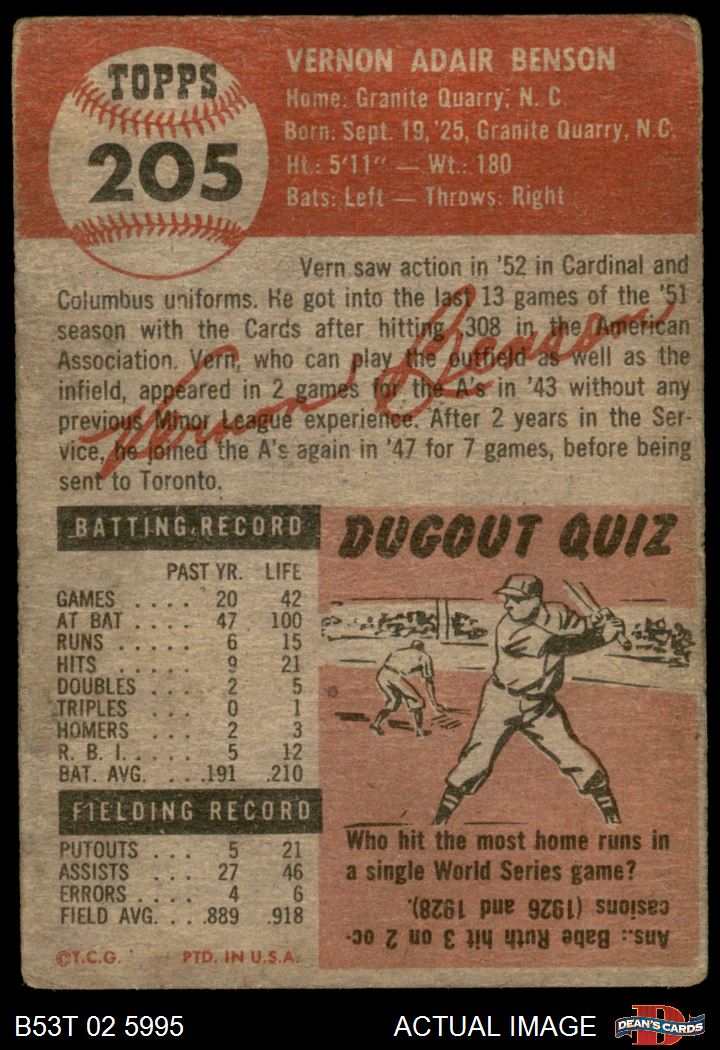 TOPPS
205
VERNON ADAIR BENSON
Home: Granite Quarry, N. C.
Born: Sept. 19, '25, Granite Quarry, N.C.
Ht.: 5'11" — Wt.: 180
Bats: Left — Throws: Right
Vern saw action in '52 in Cardinal and
Columbus uniforms. He got into the last 13 games of the '51
season with the Cards after hitting .308 in the American
Association. Vern, who can play the outfield as well as the
infield, appeared in 2 games for the A's in '43 without any
previous Minor League experience. After 2 years in the Ser-
vice, he joined the A's again in '47 for 7 games, before being
sent to Toronto.
Vernon Benson
BATTING RECORD
PAST YR. LIFE
GAMES .... 20 42
AT BAT .... 47 100
RUNS ..... 6 15
HITS ..... 9 21
DOUBLES ... 2 5
TRIPLES ... 0 1
HOMERS ... 2 3
R. B. I..... 5 12
BAT. AVG. ...191 .210
FIELDING RECORD
PUTOUTS ... 5 21
ASSISTS ... 27 46
ERRORS ... 4 6
FIELD AVG. ...889 .918
©T.C.G. PTD. IN U.S.A.
DUGOUT QUIZ
Who hit the most home runs in
a single World Series game?
Ans.: Babe Ruth hit 3 on 2 oc-
casions (1926 and 1928).
B53T 02 5995 ACTUAL IMAGE
D
DEAN'S CARDS